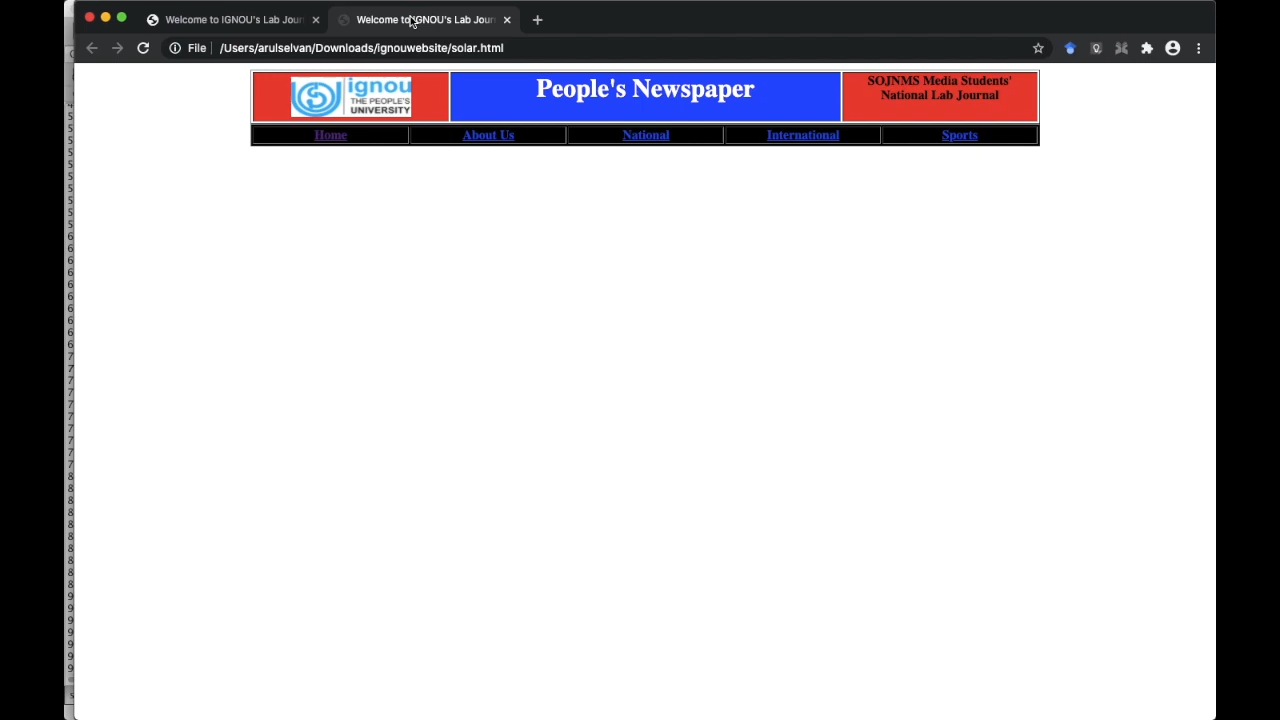 Welcome to IGNOU's Lab Jour
Welcome to IGNOU's Lab Jour
File
/Users/arulselvan/Downloads/ignouwebsite/solar.html
ignou
THE PEOPLE'S
UNIVERSITY
People's Newspaper
SOJNMS Media Students'
National Lab Journal
Home
About Us
National
International
Sports